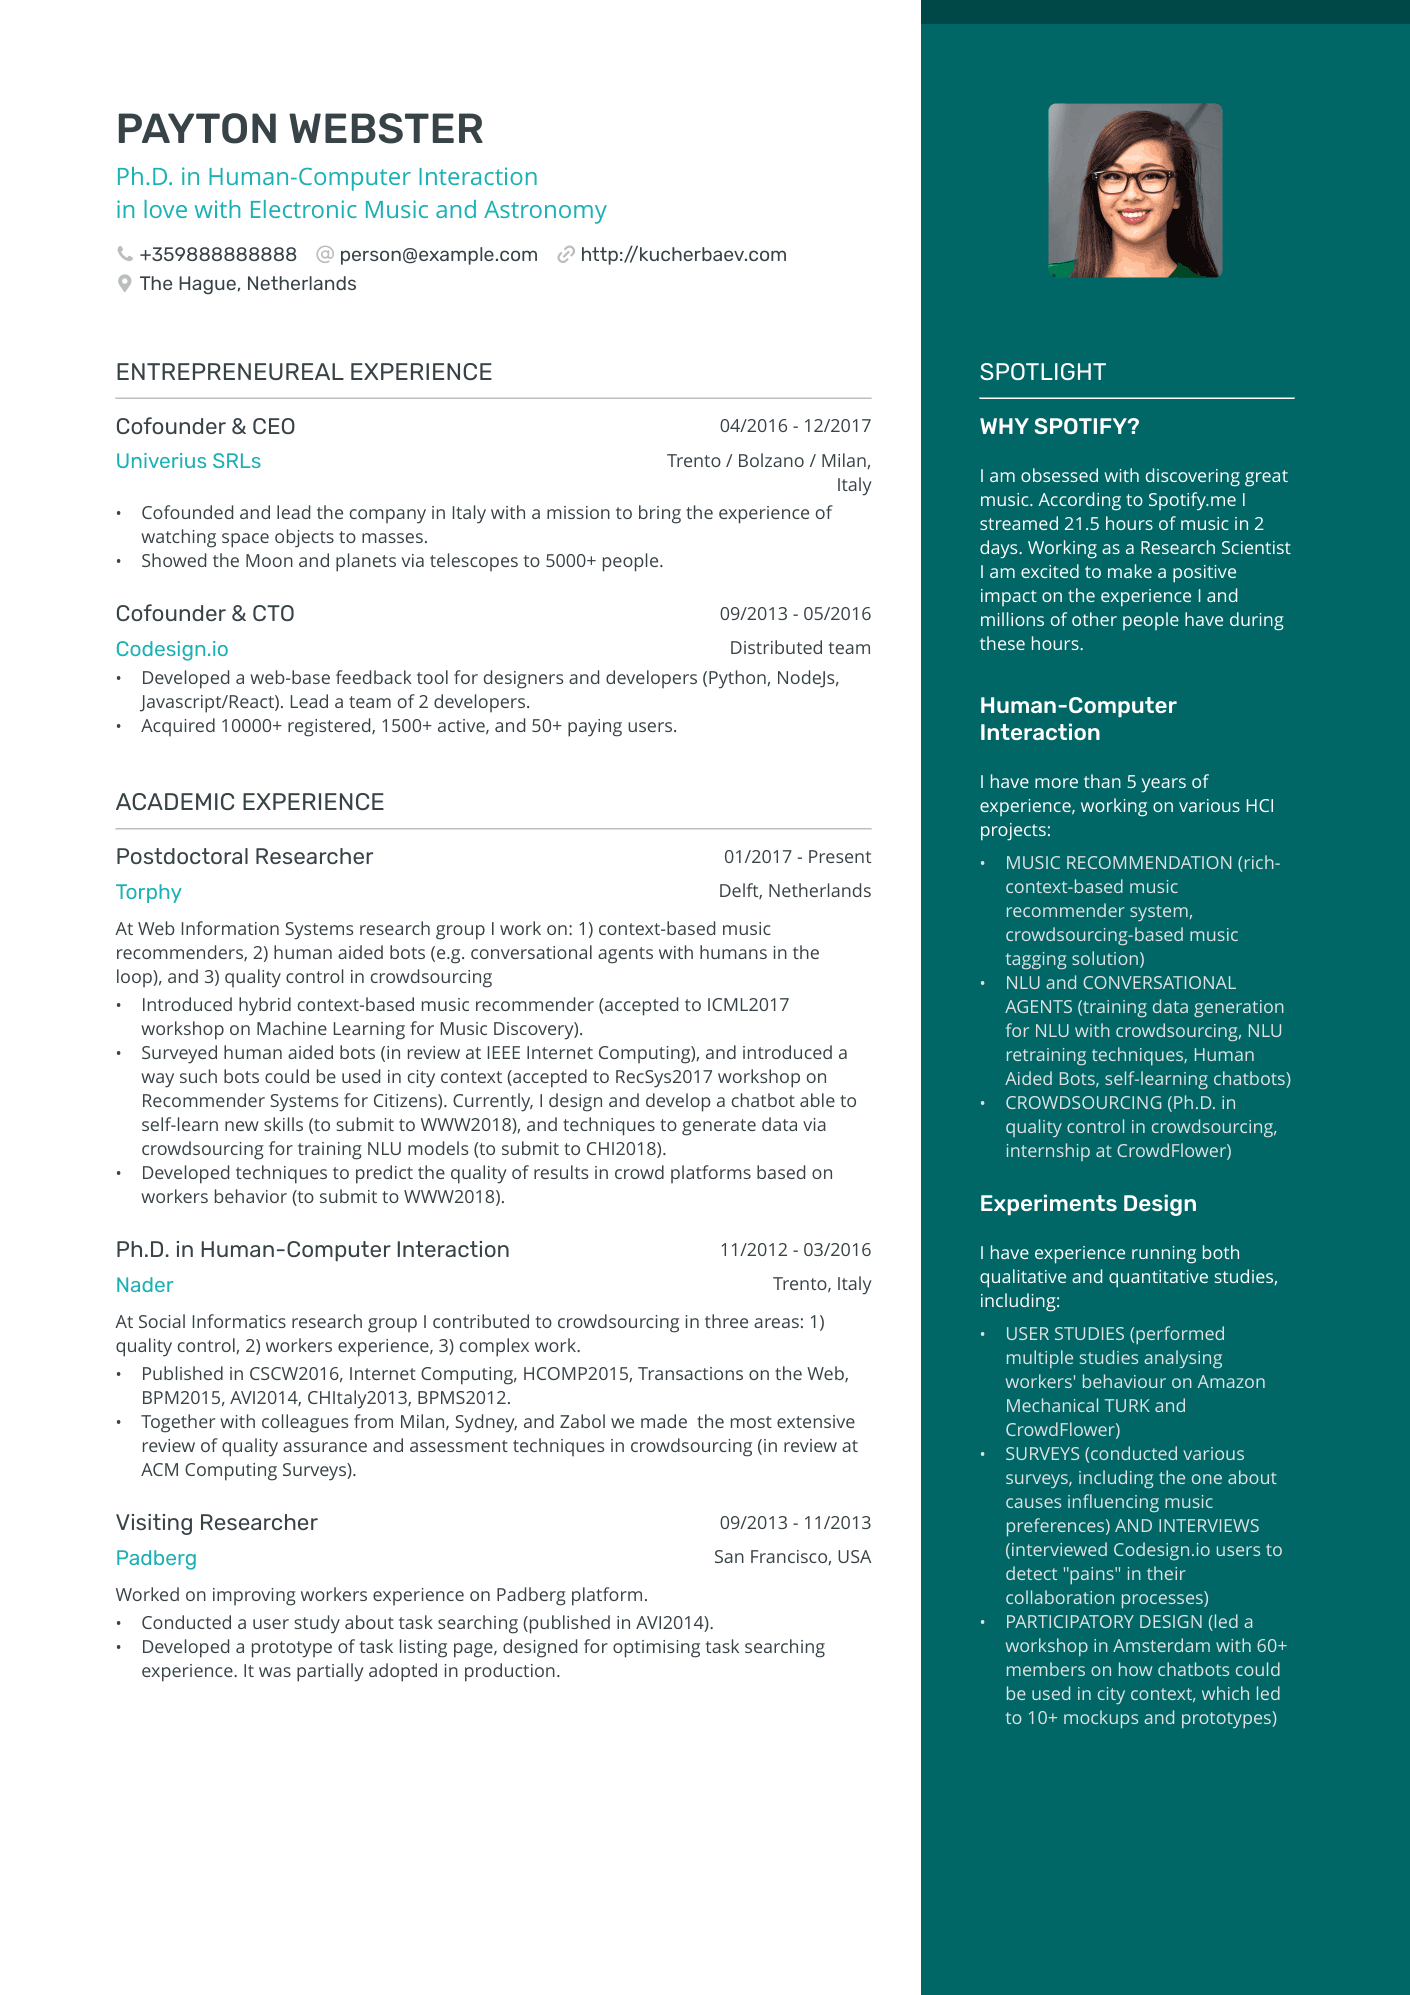 PAYTON WEBSTER
Ph.D. in Human-Computer Interaction
in love with Electronic Music and Astronomy
+359888888888 person@example.com http://kucherbaev.com
The Hague, Netherlands
ENTREPRENEUREAL EXPERIENCE
Cofounder & CEO 04/2016 - 12/2017
Univerius SRLs Trento / Bolzano / Milan,
Italy
• Cofounded and lead the company in Italy with a mission to bring the experience of
watching space objects to masses.
• Showed the Moon and planets via telescopes to 5000+ people.
Cofounder & CTO 09/2013 - 05/2016
Codesign.io Distributed team
• Developed a web-base feedback tool for designers and developers (Python, NodeJs,
Javascript/React). Lead a team of 2 developers.
• Acquired 10000+ registered, 1500+ active, and 50+ paying users.
ACADEMIC EXPERIENCE
Postdoctoral Researcher 01/2017 - Present
Torphy Delft, Netherlands
At Web Information Systems research group I work on: 1) context-based music
recommenders, 2) human aided bots (e.g. conversational agents with humans in the
loop), and 3) quality control in crowdsourcing
• Introduced hybrid context-based music recommender (accepted to ICML2017
workshop on Machine Learning for Music Discovery).
• Surveyed human aided bots (in review at IEEE Internet Computing), and introduced a
way such bots could be used in city context (accepted to RecSys2017 workshop on
Recommender Systems for Citizens). Currently, I design and develop a chatbot able to
self-learn new skills (to submit to WWW2018), and techniques to generate data via
crowdsourcing for training NLU models (to submit to CHI2018).
• Developed techniques to predict the quality of results in crowd platforms based on
workers behavior (to submit to WWW2018).
Ph.D. in Human-Computer Interaction 11/2012 - 03/2016
Nader Trento, Italy
At Social Informatics research group I contributed to crowdsourcing in three areas: 1)
quality control, 2) workers experience, 3) complex work.
• Published in CSCW2016, Internet Computing, HCOMP2015, Transactions on the Web,
BPM2015, AVI2014, CHItaly2013, BPMS2012.
• Together with colleagues from Milan, Sydney, and Zabol we made  the most extensive
review of quality assurance and assessment techniques in crowdsourcing (in review at
ACM Computing Surveys).
Visiting Researcher 09/2013 - 11/2013
Padberg San Francisco, USA
Worked on improving workers experience on Padberg platform.
• Conducted a user study about task searching (published in AVI2014).
• Developed a prototype of task listing page, designed for optimising task searching
experience. It was partially adopted in production.
SPOTLIGHT
WHY SPOTIFY?
I am obsessed with discovering great
music. According to Spotify.me I
streamed 21.5 hours of music in 2
days. Working as a Research Scientist
I am excited to make a positive
impact on the experience I and
millions of other people have during
these hours.
Human-Computer
Interaction
I have more than 5 years of
experience, working on various HCI
projects:
• MUSIC RECOMMENDATION (rich-
context-based music
recommender system,
crowdsourcing-based music
tagging solution)
• NLU and CONVERSATIONAL
AGENTS (training data generation
for NLU with crowdsourcing, NLU
retraining techniques, Human
Aided Bots, self-learning chatbots)
• CROWDSOURCING (Ph.D. in
quality control in crowdsourcing,
internship at CrowdFlower)
Experiments Design
I have experience running both
qualitative and quantitative studies,
including:
• USER STUDIES (performed
multiple studies analysing
workers' behaviour on Amazon
Mechanical TURK and
CrowdFlower)
• SURVEYS (conducted various
surveys, including the one about
causes influencing music
preferences) AND INTERVIEWS
(interviewed Codesign.io users to
detect "pains" in their
collaboration processes)
• PARTICIPATORY DESIGN (led a
workshop in Amsterdam with 60+
members on how chatbots could
be used in city context, which led
to 10+ mockups and prototypes)